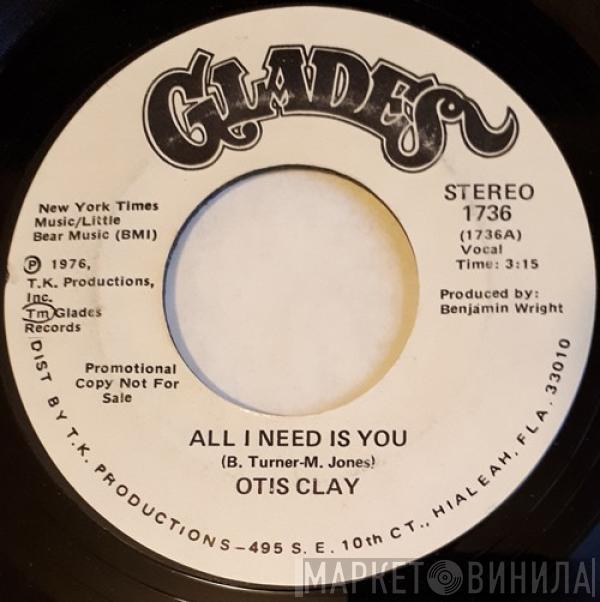 GLADES
New York Times
Music/Little
Bear Music (BMI)
℗ 1976,
T.K. Productions,
Inc.
Tm Glades
Records
Promotional
Copy Not For
Sale
STEREO
1736
(1736A)
Vocal
Time: 3:15
Produced by:
Benjamin Wright
ALL I NEED IS YOU
(B. Turner-M. Jones)
OTIS CLAY
DIST BY T.K. PRODUCTIONS-495 S. E. 10th CT., HIALEAH, FLA. 33010
МАРКЕТ ВИНИЛА